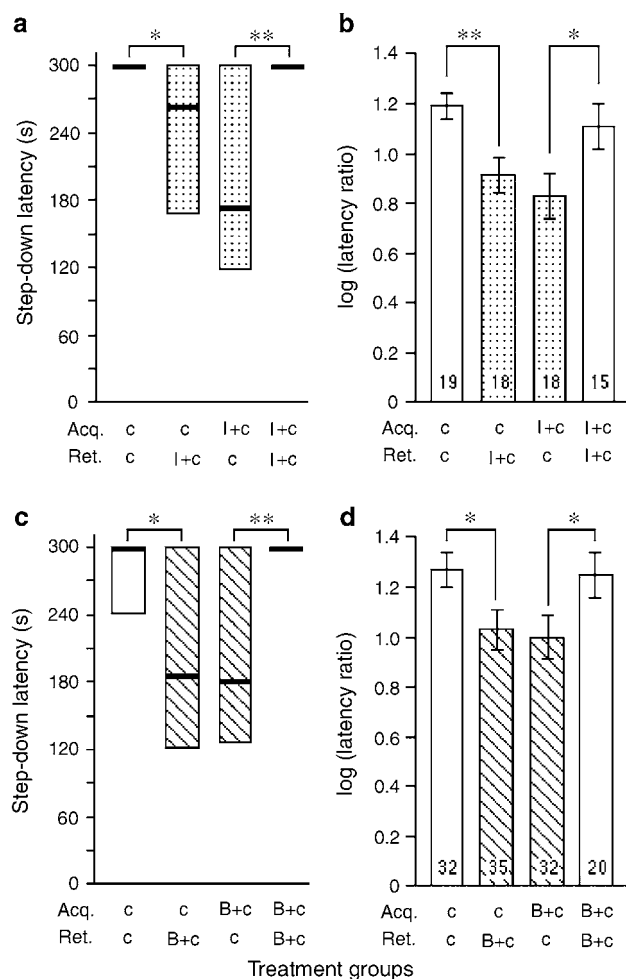 a
b
* **
** *
Step-down latency (s)
300
240
180
120
60
0
log (latency ratio)
1.4
1.2
1.0
0.8
0.6
0.4
0.2
0
19 18 18 15
Acq. c c I+c I+c
Ret. c I+c c I+c
Acq. c c I+c I+c
Ret. c I+c c I+c
c
d
* **
* *
Step-down latency (s)
300
240
180
120
60
0
log (latency ratio)
1.4
1.2
1.0
0.8
0.6
0.4
0.2
0
32 35 32 20
Acq. c c B+c B+c
Ret. c B+c c B+c
Acq. c c B+c B+c
Ret. c B+c c B+c
Treatment groups